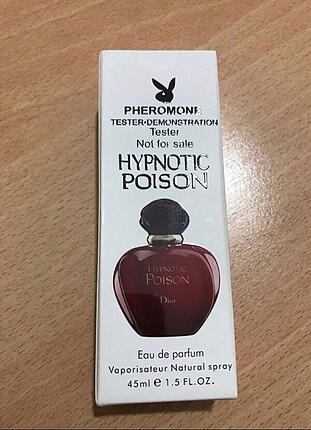 PHEROMONE
TESTER•DEMONSTRATION
Tester
Not for sale
HYPNOTIC
POISON
HYPNOTIC
POISON
Dior
Eau de parfum
Vaporisateur Natural spray
45ml e 1.5 FL.OZ.